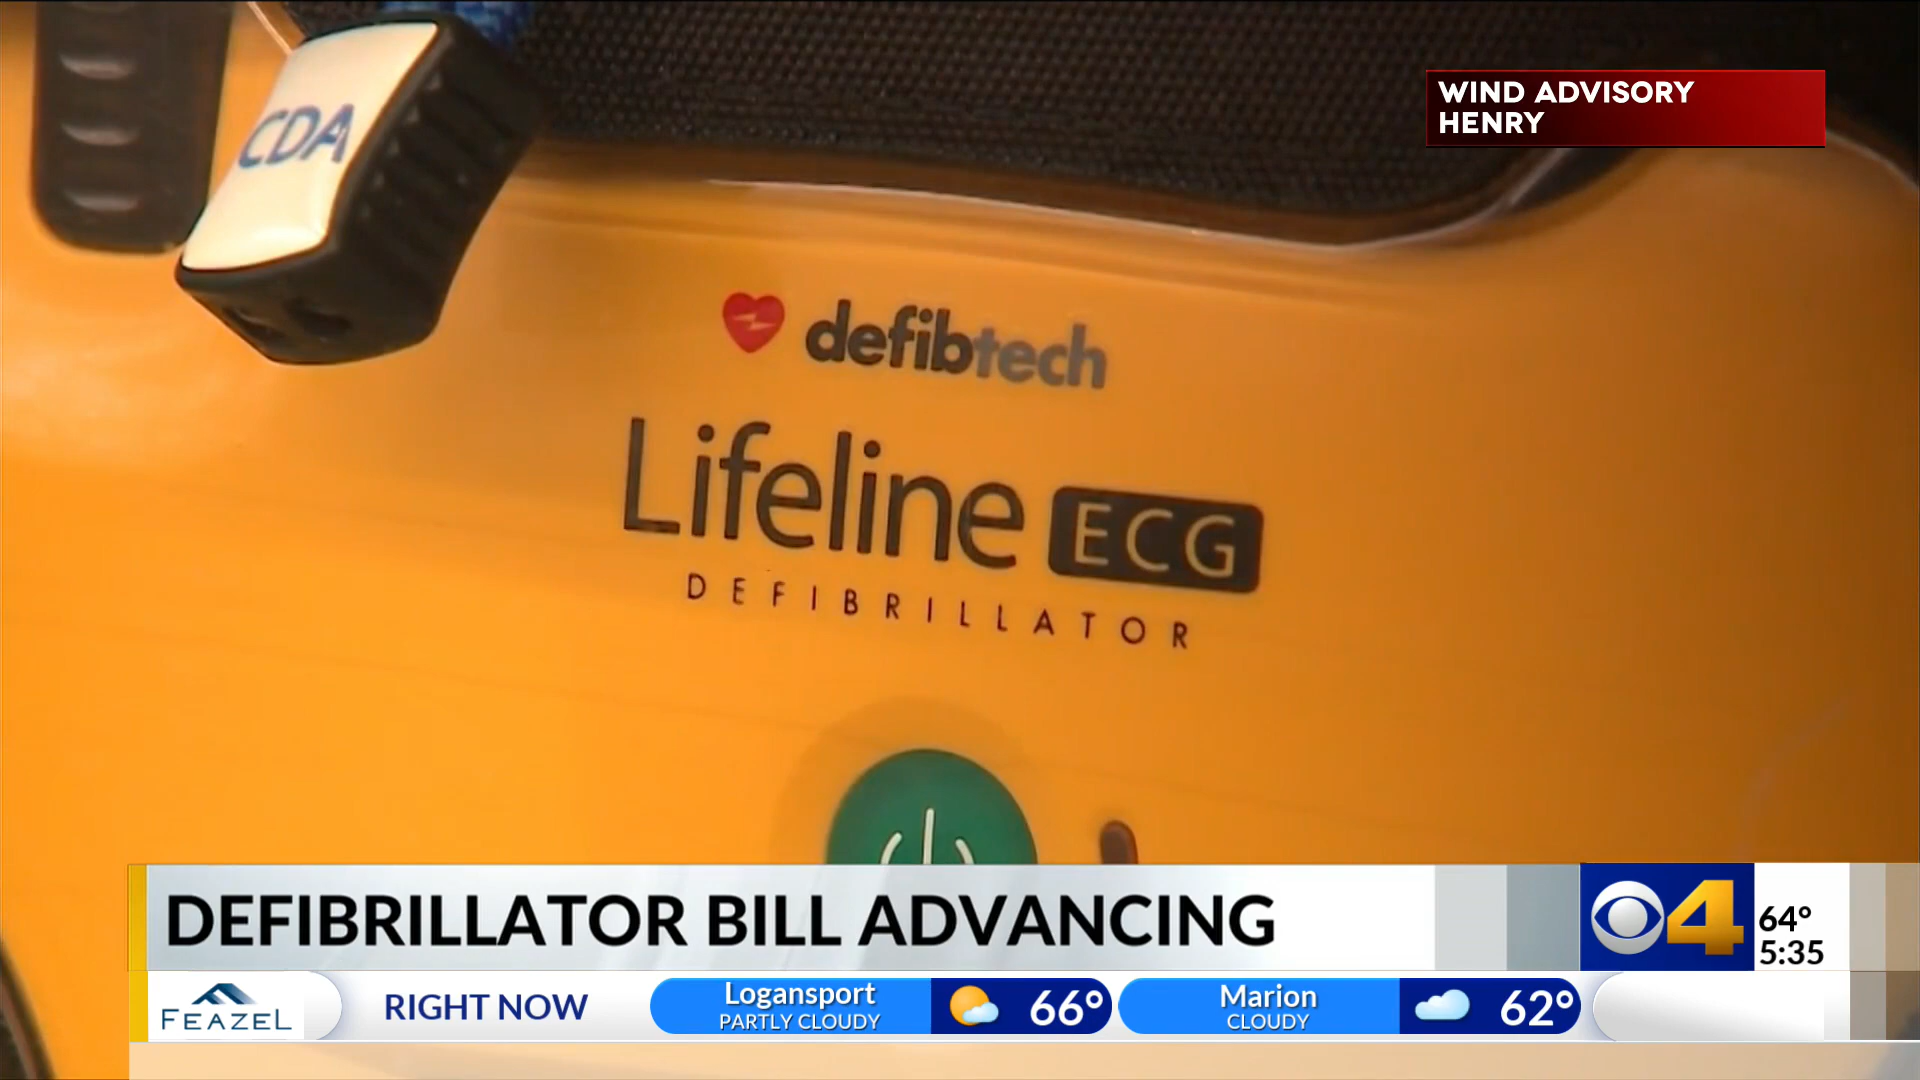 CDA
WIND ADVISORY
HENRY
defibtech
Lifeline ECG
DEFIBRILLATOR
DEFIBRILLATOR BILL ADVANCING
4
64°
5:35
FEAZEL
RIGHT NOW
Logansport
PARTLY CLOUDY
66°
Marion
CLOUDY
62°